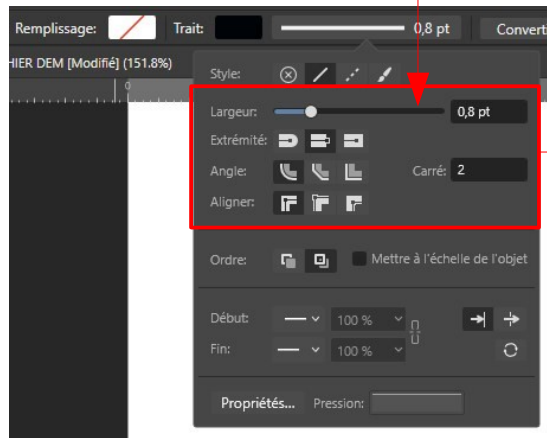 Remplissage: Trait: 0,8 pt Convert
HIER DEM [Modifié] (151.8%)
0
Style:
Largeur: 0,8 pt
Extrémité:
Angle: Carré: 2
Aligner:
Ordre: Mettre à l'échelle de l'objet
Début: 100 %
Fin: 100 %
Propriétés... Pression: